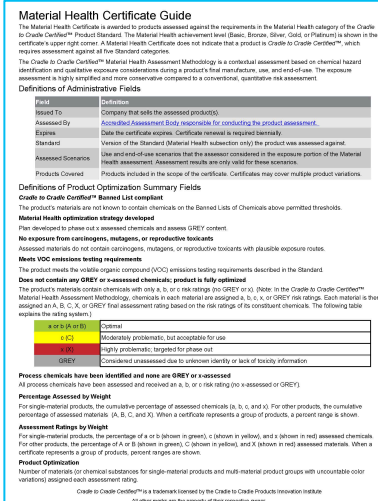 Material Health Certificate Guide
The Material Health Certificate is awarded to products assessed against the requirements in the Material Health category of the Cradle
to Cradle Certified™ Product Standard. The Material Health achievement level (Basic, Bronze, Silver, Gold, or Platinum) is shown in the
certificate's upper right corner. A Material Health Certificate does not indicate that a product is Cradle to Cradle Certified™, which
requires assessment against all five Standard categories.
The Cradle to Cradle Certified™ Material Health Assessment Methodology is a contextual assessment based on chemical hazard
identification and qualitative exposure considerations during a product's final manufacture, use, and end-of-use. The exposure
assessment is highly simplified and more conservative compared to a conventional, quantitative risk assessment.
Definitions of Administrative Fields
Field Definition
Issued To Company that sells the assessed product(s).
Assessed By Accredited Assessment Body responsible for conducting the product assessment.
Expires Date the certificate expires. Certificate renewal is required biennially.
Standard Version of the Standard (Material Health subsection only) the product was assessed against.
Assessed Scenarios Use and end-of-use scenarios that the assessor considered in the exposure portion of the Material
Health assessment. Assessment results are only valid for these scenarios.
Products Covered Products included in the scope of the certificate. Certificates may cover multiple product variations.
Definitions of Product Optimization Summary Fields
Cradle to Cradle Certified™ Banned List compliant
The product's materials are not known to contain chemicals on the Banned Lists of Chemicals above permitted thresholds.
Material Health optimization strategy developed
Plan developed to phase out x assessed chemicals and assess GREY content.
No exposure from carcinogens, mutagens, or reproductive toxicants
Assessed materials do not contain carcinogens, mutagens, or reproductive toxicants with plausible exposure routes.
Meets VOC emissions testing requirements
The product meets the volatile organic compound (VOC) emissions testing requirements described in the Standard.
Does not contain any GREY or x-assessed chemicals; product is fully optimized
The product's materials contain chemicals with only a, b, or c risk ratings (no GREY or x). (Note: In the Cradle to Cradle Certified™
Material Health Assessment Methodology, chemicals in each material are assigned a, b, c, x, or GREY risk ratings. Each material is then
assigned an A, B, C, X, or GREY final assessment rating based on the risk ratings of its constituent chemicals. The following table
explains the rating system.)
a or b (A or B) Optimal
c (C) Moderately problematic, but acceptable for use
x (X) Highly problematic; targeted for phase out
GREY Considered unassessed due to unknown identity or lack of toxicity information
Process chemicals have been identified and none are GREY or x-assessed
All process chemicals have been assessed and received an a, b, or c risk rating (no x-assessed or GREY).
Percentage Assessed by Weight
For single-material products, the cumulative percentage of assessed chemicals (a, b, c, and x). For other products, the cumulative
percentage of assessed materials (A, B, C, and X). When a certificate represents a group of products, a percent range is shown.
Assessment Ratings by Weight
For single-material products, the percentage of a or b (shown in green), c (shown in yellow), and x (shown in red) assessed chemicals.
For other products, the percentage of A or B (shown in green), C (shown in yellow), and X (shown in red) assessed materials. When a
certificate represents a group of products, percent ranges are shown.
Product Optimization
Number of materials (or chemical substances for single-material products and multi-material product groups with uncountable color
variations) assigned each assessment rating.
Cradle to Cradle Certified™ is a trademark licensed by the Cradle to Cradle Products Innovation Institute